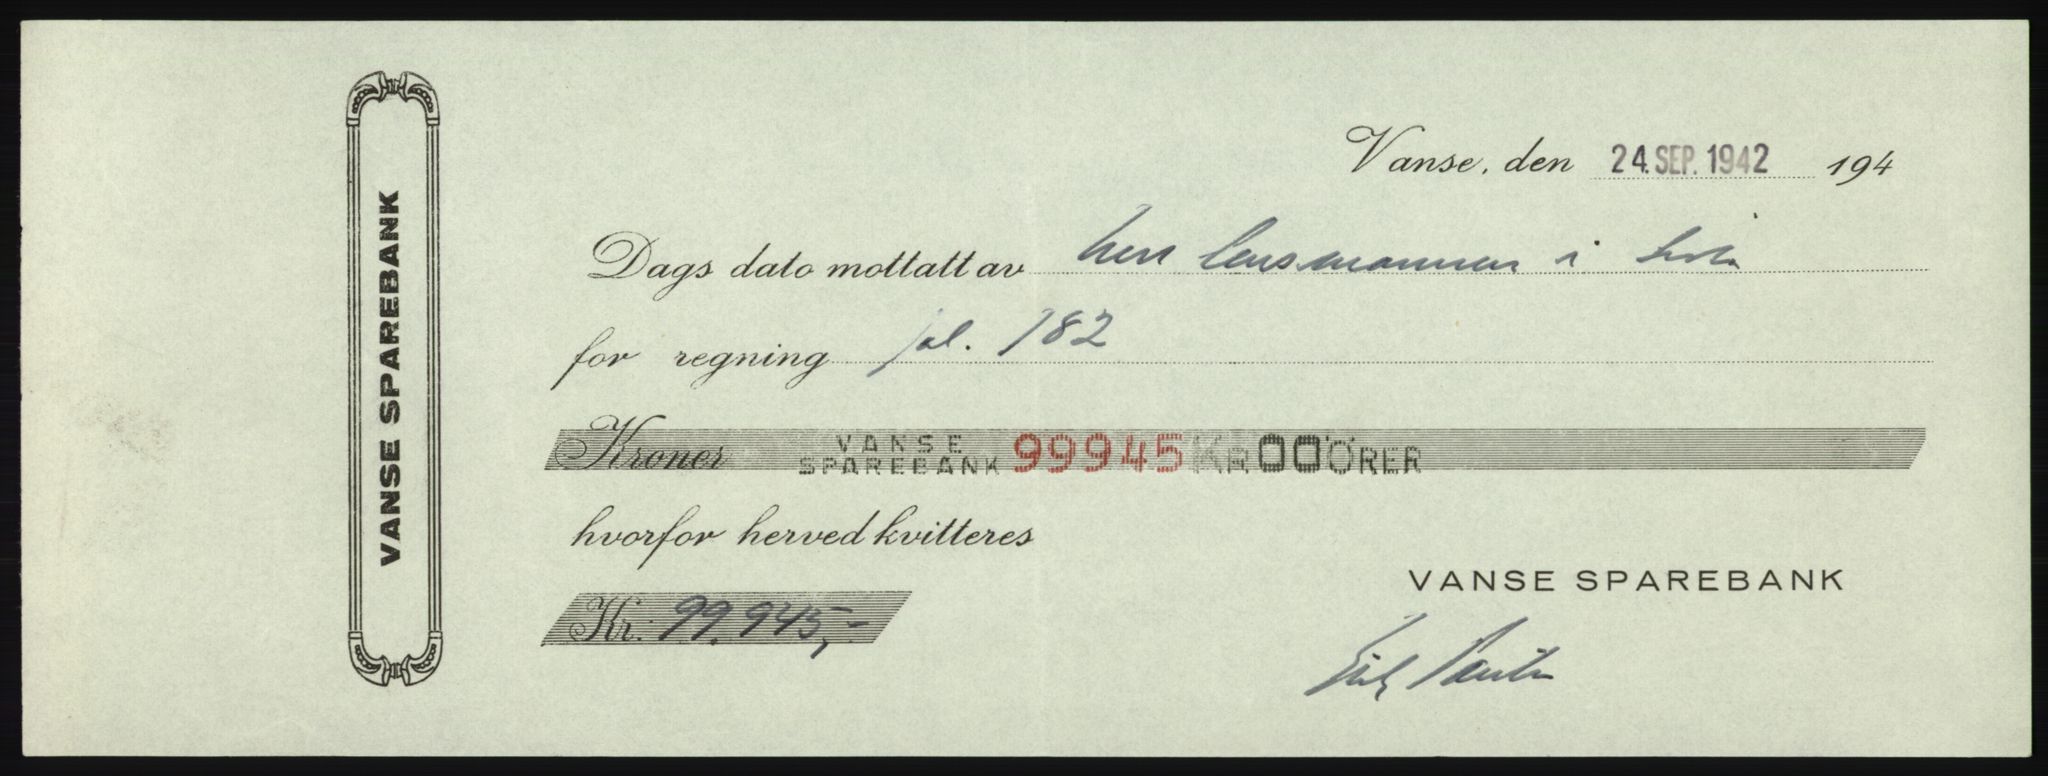 VANSE SPAREBANK
Vanse, den 24. SEP. 1942 194
Dags dato mottatt av herr lensmannen i
for regning fol. 182
Kroner VANSE SPAREBANK 99945 KR 00 ÖRER
hvorfor herved kvitteres
VANSE SPAREBANK
Kr: 99.945,-